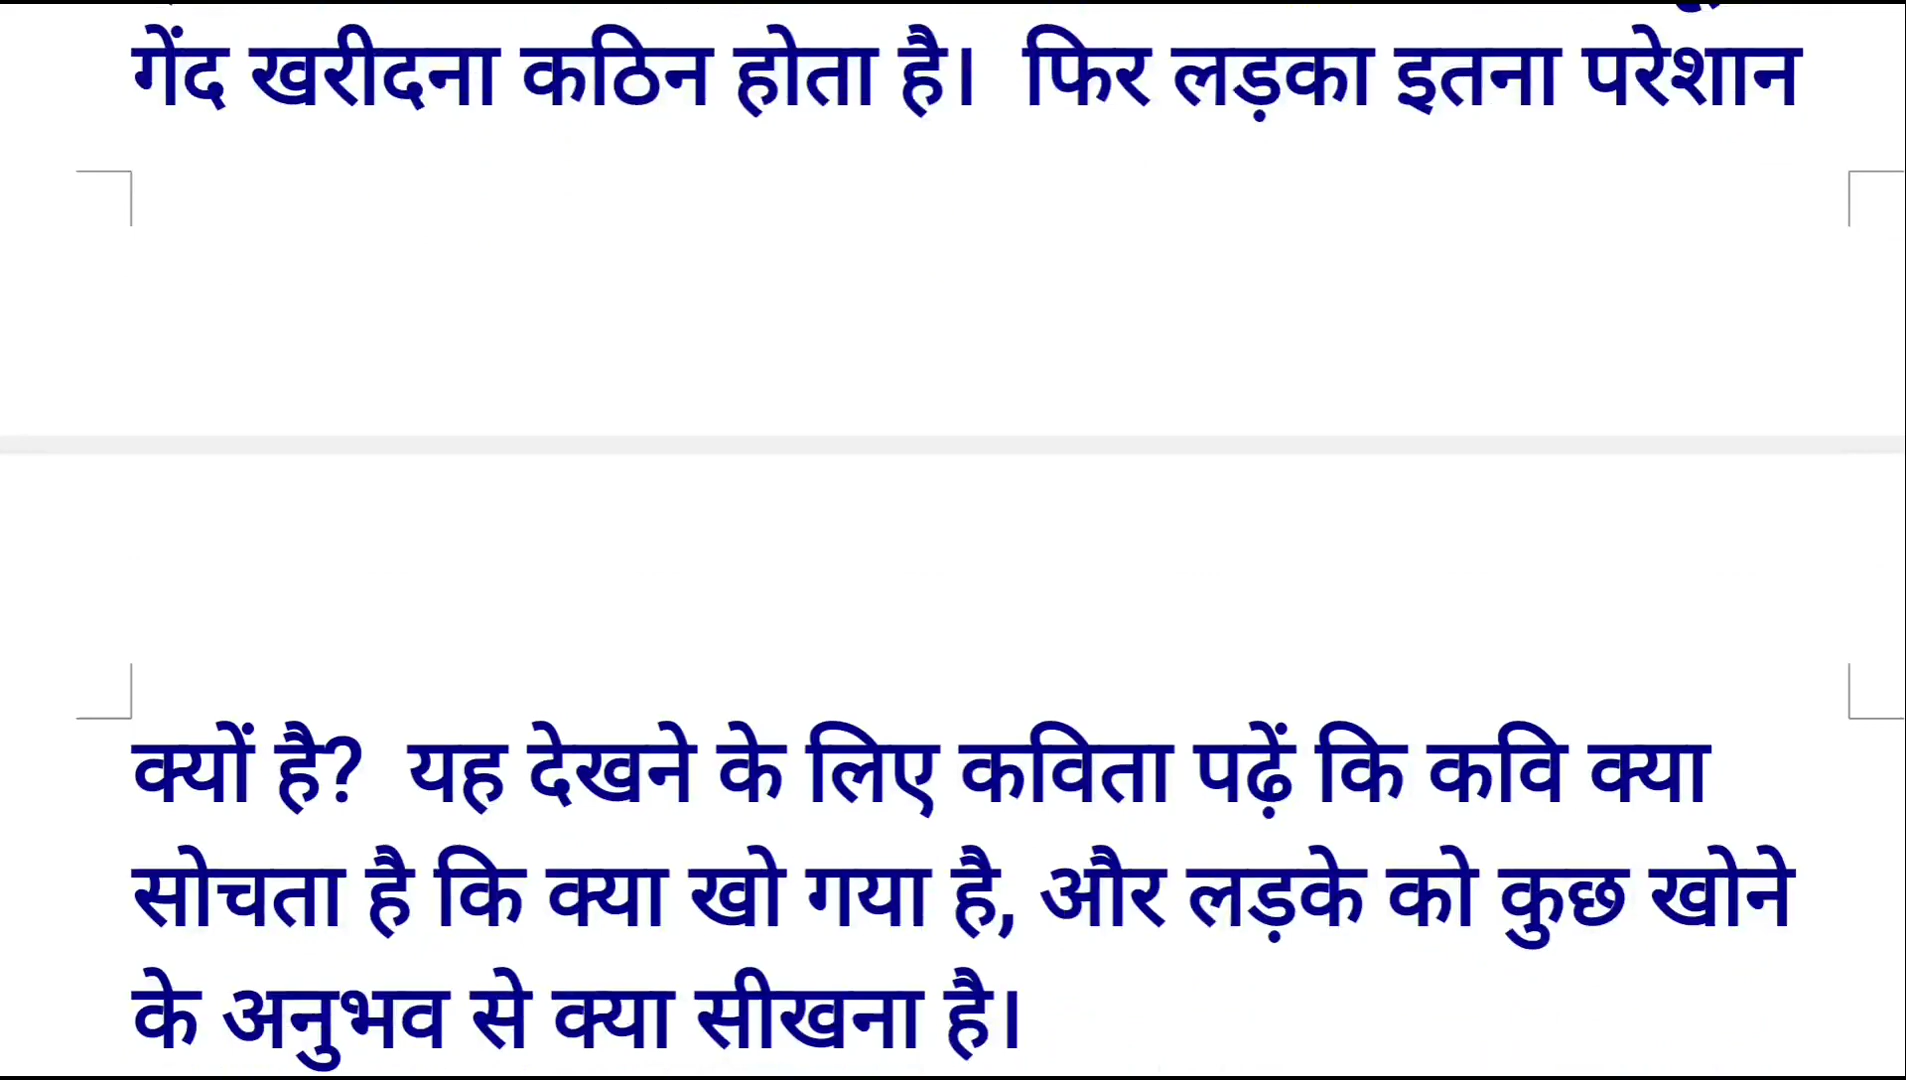 गेंद खरीदना कठिन होता है। फिर लड़का इतना परेशान
क्यों है? यह देखने के लिए कविता पढ़ें कि कवि क्या
सोचता है कि क्या खो गया है, और लड़के को कुछ खोने
के अनुभव से क्या सीखना है।